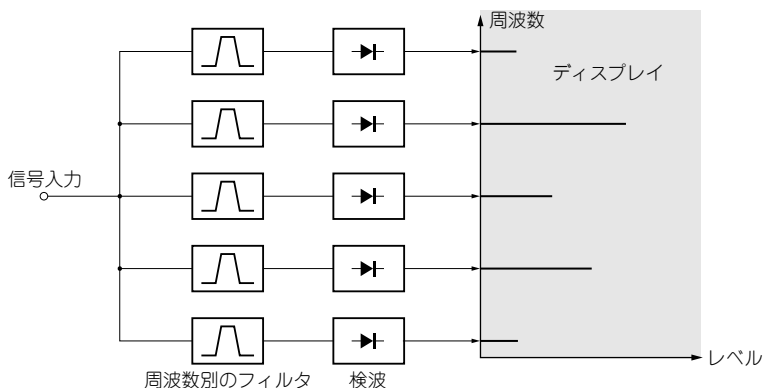 周波数
ディスプレイ
信号入力
レベル
周波数別のフィルタ
検波